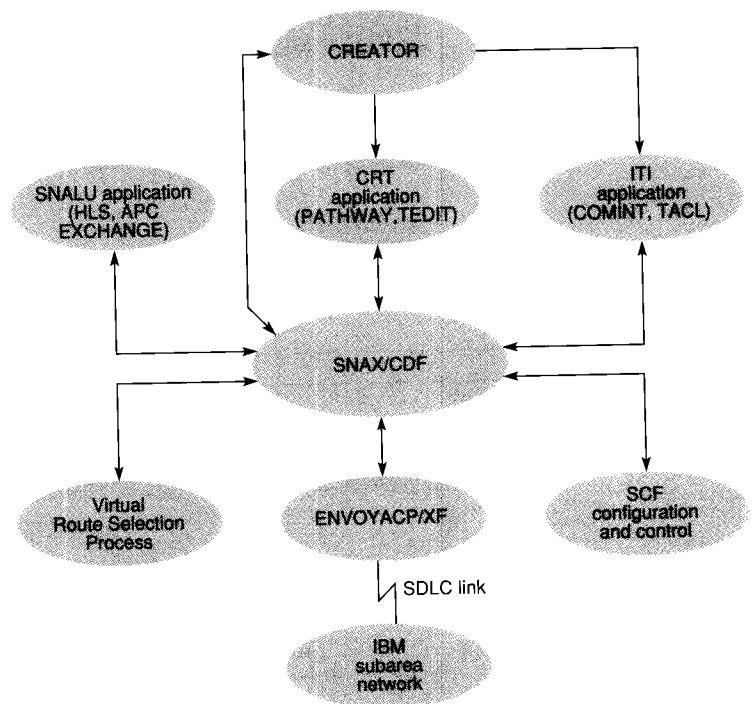 CREATOR
SNALU application
(HLS, APC
EXCHANGE)
CRT
application
(PATHWAY,TEDIT)
ITI
application
(COMINT, TACL)
SNAX/CDF
Virtual
Route Selection
Process
ENVOYACP/XF
SCF
configuration
and control
SDLC link
IBM
subarea
network